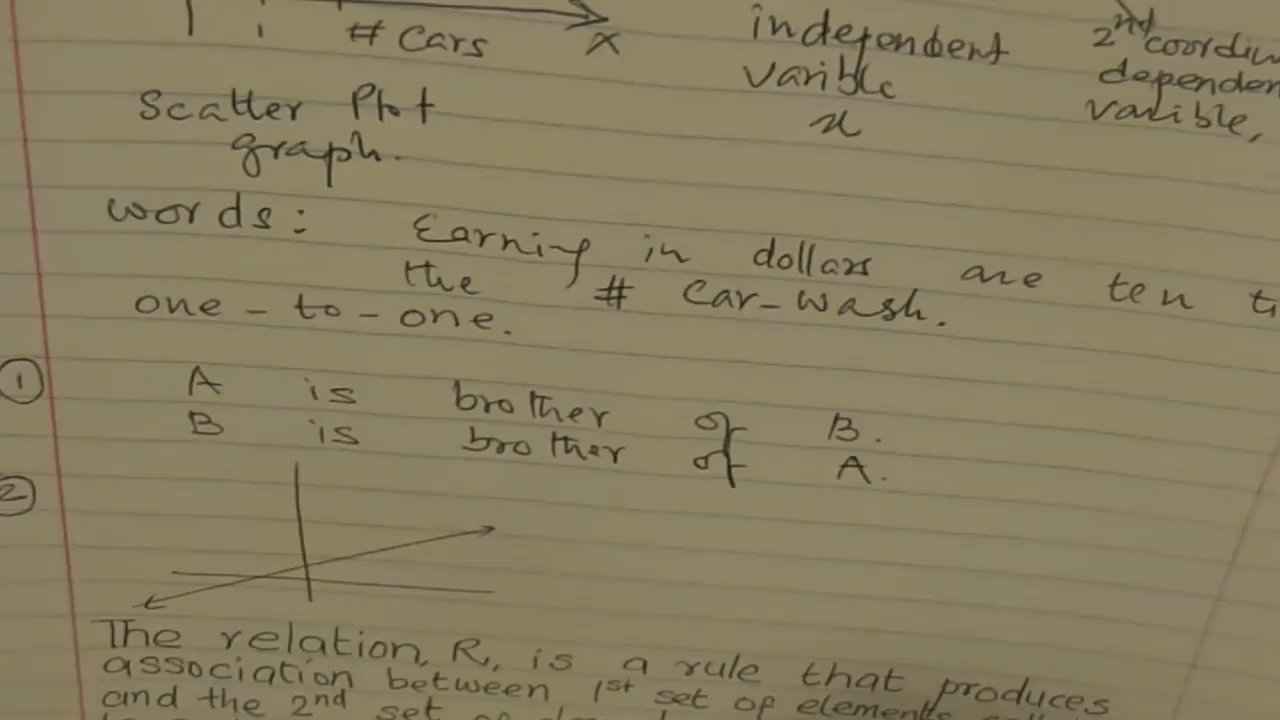 # Cars x
independent
varible
x
2nd
dependen
varible,
Scatter Plot
graph.
words: Earning in dollars are ten
the # Car-wash.
one-to-one.
① A is brother of B.
B is brother of A.
②
The relation, R, is a rule that produces
association between 1st set of elements
and the 2nd set of